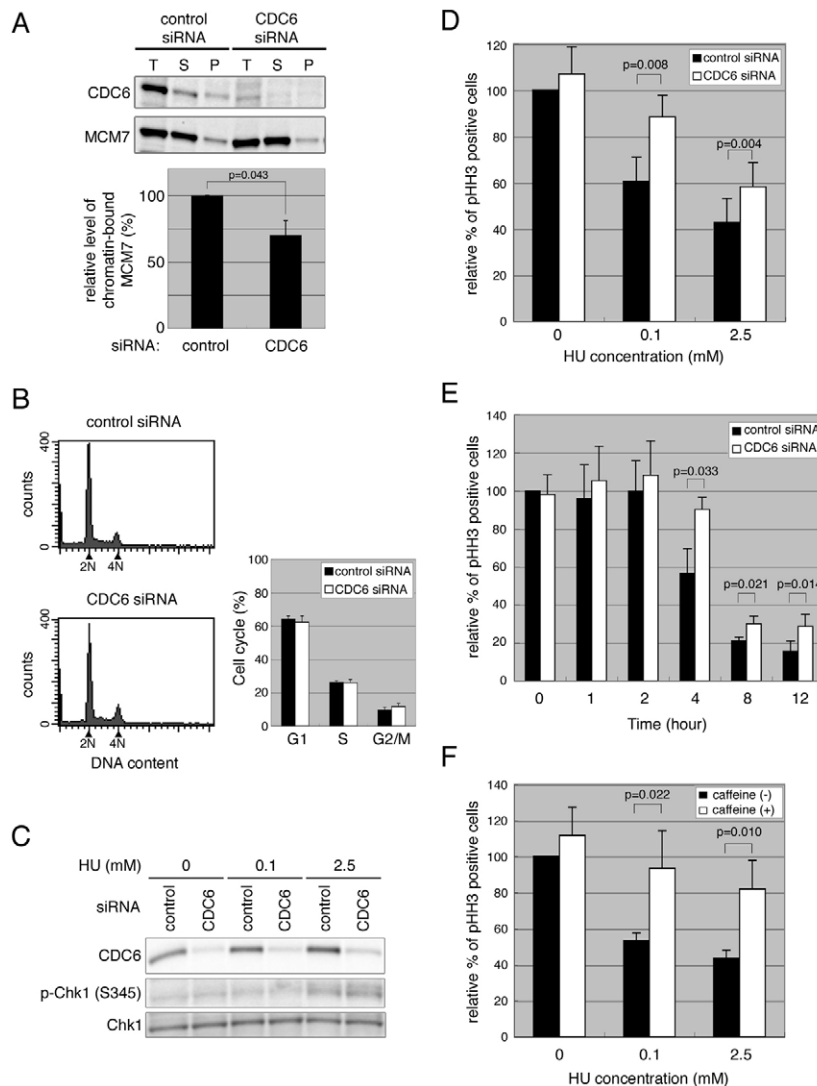 A
control siRNA
CDC6 siRNA
T S P T S P
CDC6
MCM7
relative level of chromatin-bound MCM7 (%)
100
75
50
25
0
p=0.043
siRNA: control CDC6
B
control siRNA
400
counts
0
2N 4N
CDC6 siRNA
400
counts
0
2N 4N
DNA content
Cell cycle (%)
100
80
60
40
20
0
control siRNA
CDC6 siRNA
G1 S G2/M
C
HU (mM) 0 0.1 2.5
siRNA control CDC6 control CDC6 control CDC6
CDC6
p-Chk1 (S345)
Chk1
D
relative % of pHH3 positive cells
120
100
80
60
40
20
0
control siRNA
CDC6 siRNA
p=0.008
p=0.004
0 0.1 2.5
HU concentration (mM)
E
relative % of pHH3 positive cells
140
120
100
80
60
40
20
0
control siRNA
CDC6 siRNA
p=0.033
p=0.021
p=0.014
0 1 2 4 8 12
Time (hour)
F
relative % of pHH3 positive cells
140
120
100
80
60
40
20
0
caffeine (-)
caffeine (+)
p=0.022
p=0.010
0 0.1 2.5
HU concentration (mM)